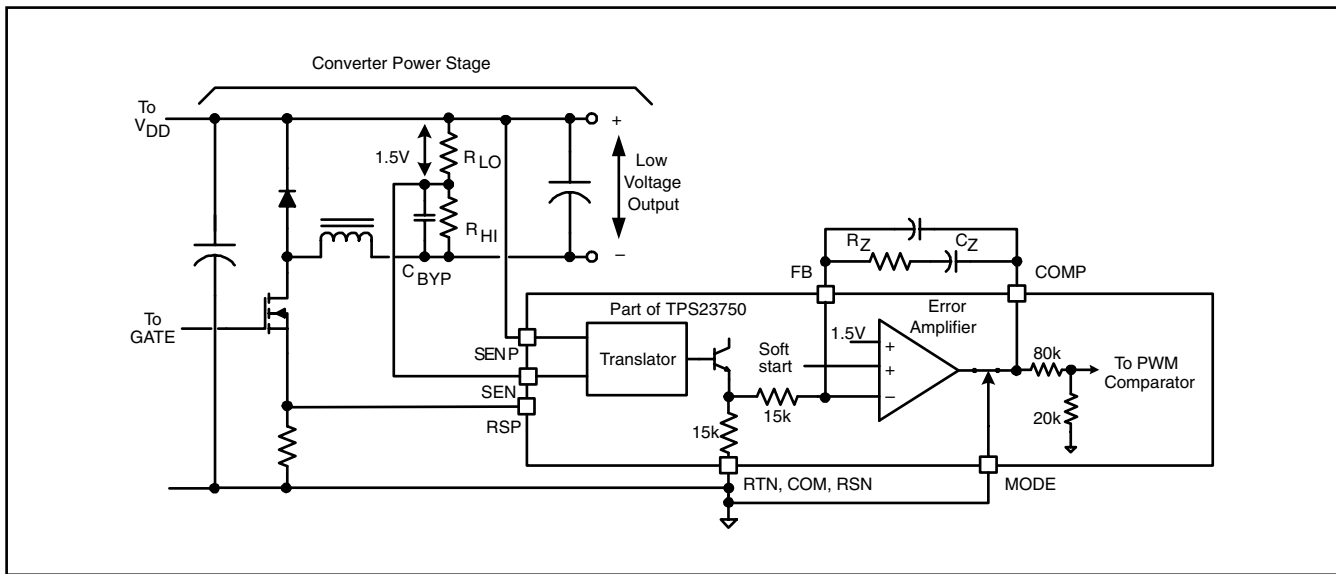 Converter Power Stage
To
VDD
1.5V
RLO
RHI
CBYP
+
Low
Voltage
Output
–
To
GATE
RZ
CZ
FB
COMP
Part of TPS23750
Error
Amplifier
Translator
SENP
SEN
RSP
Soft
start
1.5V
+
+
–
15k
15k
80k
20k
To PWM
Comparator
RTN, COM, RSN
MODE